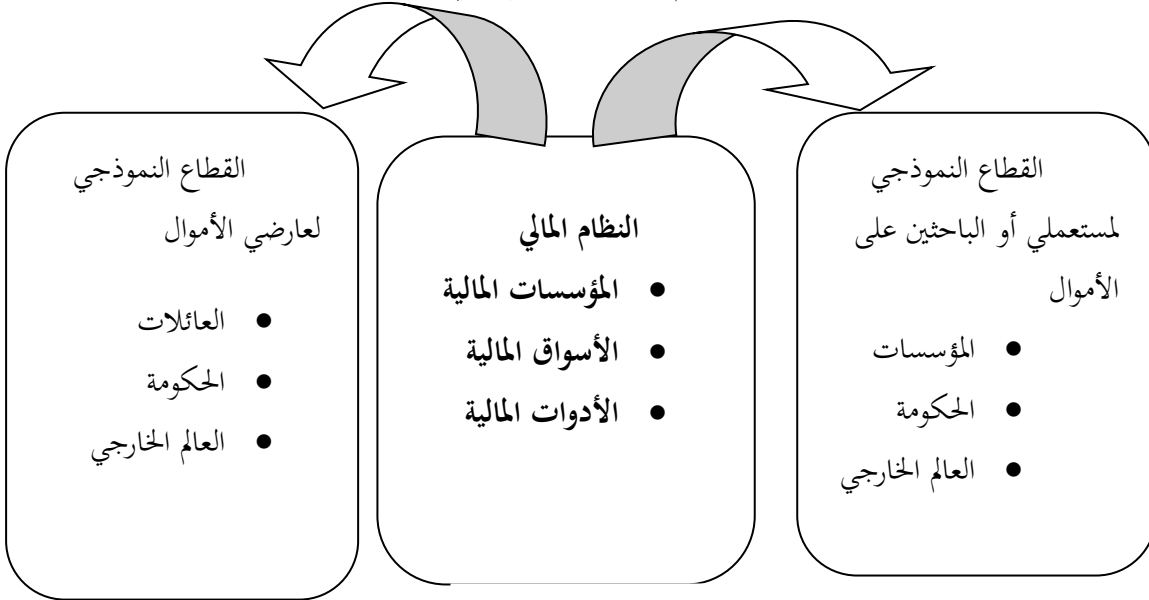 القطاع النموذجي
لمستعملي أو الباحثين على
الأموال
● المؤسسات
● الحكومة
● العالم الخارجي
النظام المالي
● المؤسسات المالية
● الأسواق المالية
● الأدوات المالية
القطاع النموذجي
لعارضي الأموال
● العائلات
● الحكومة
● العالم الخارجي